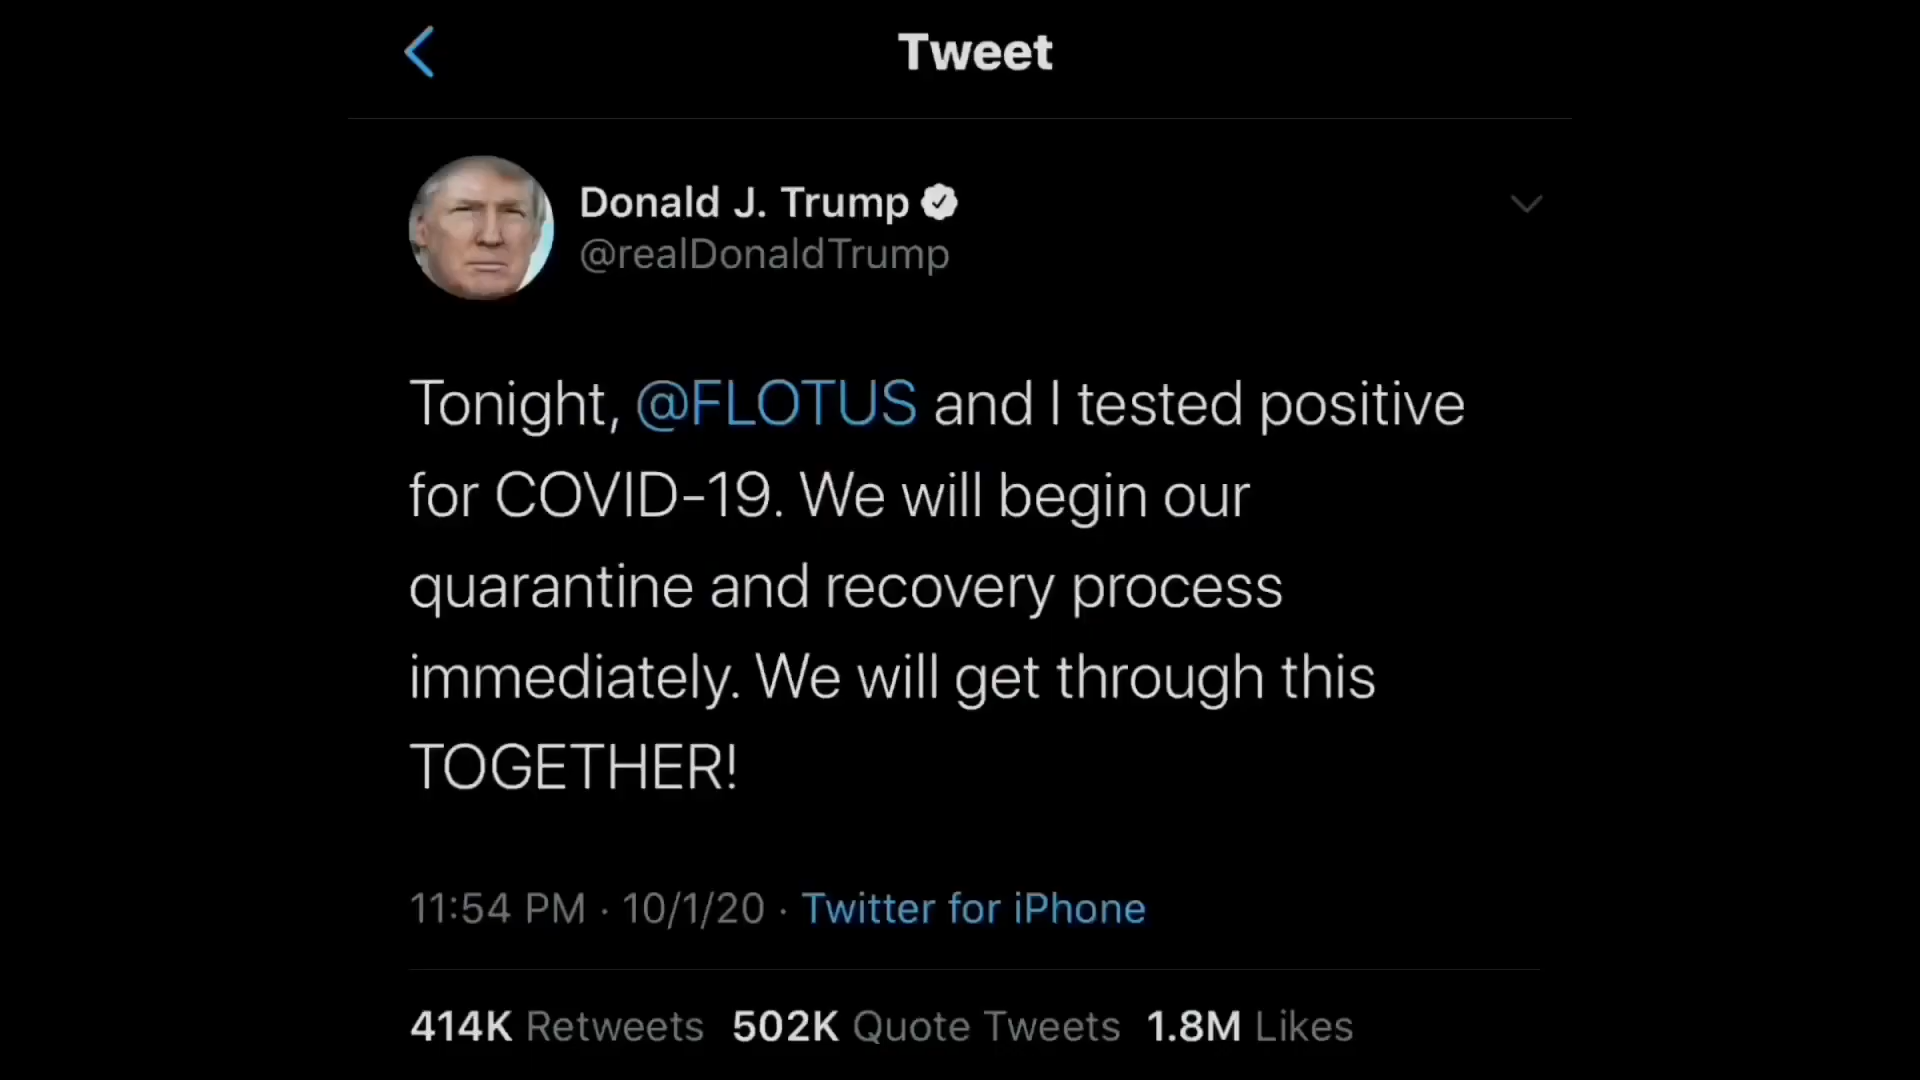 Tweet
Donald J. Trump
@realDonaldTrump
Tonight, @FLOTUS and I tested positive
for COVID-19. We will begin our
quarantine and recovery process
immediately. We will get through this
TOGETHER!
11:54 PM · 10/1/20 · Twitter for iPhone
414K Retweets 502K Quote Tweets 1.8M Likes